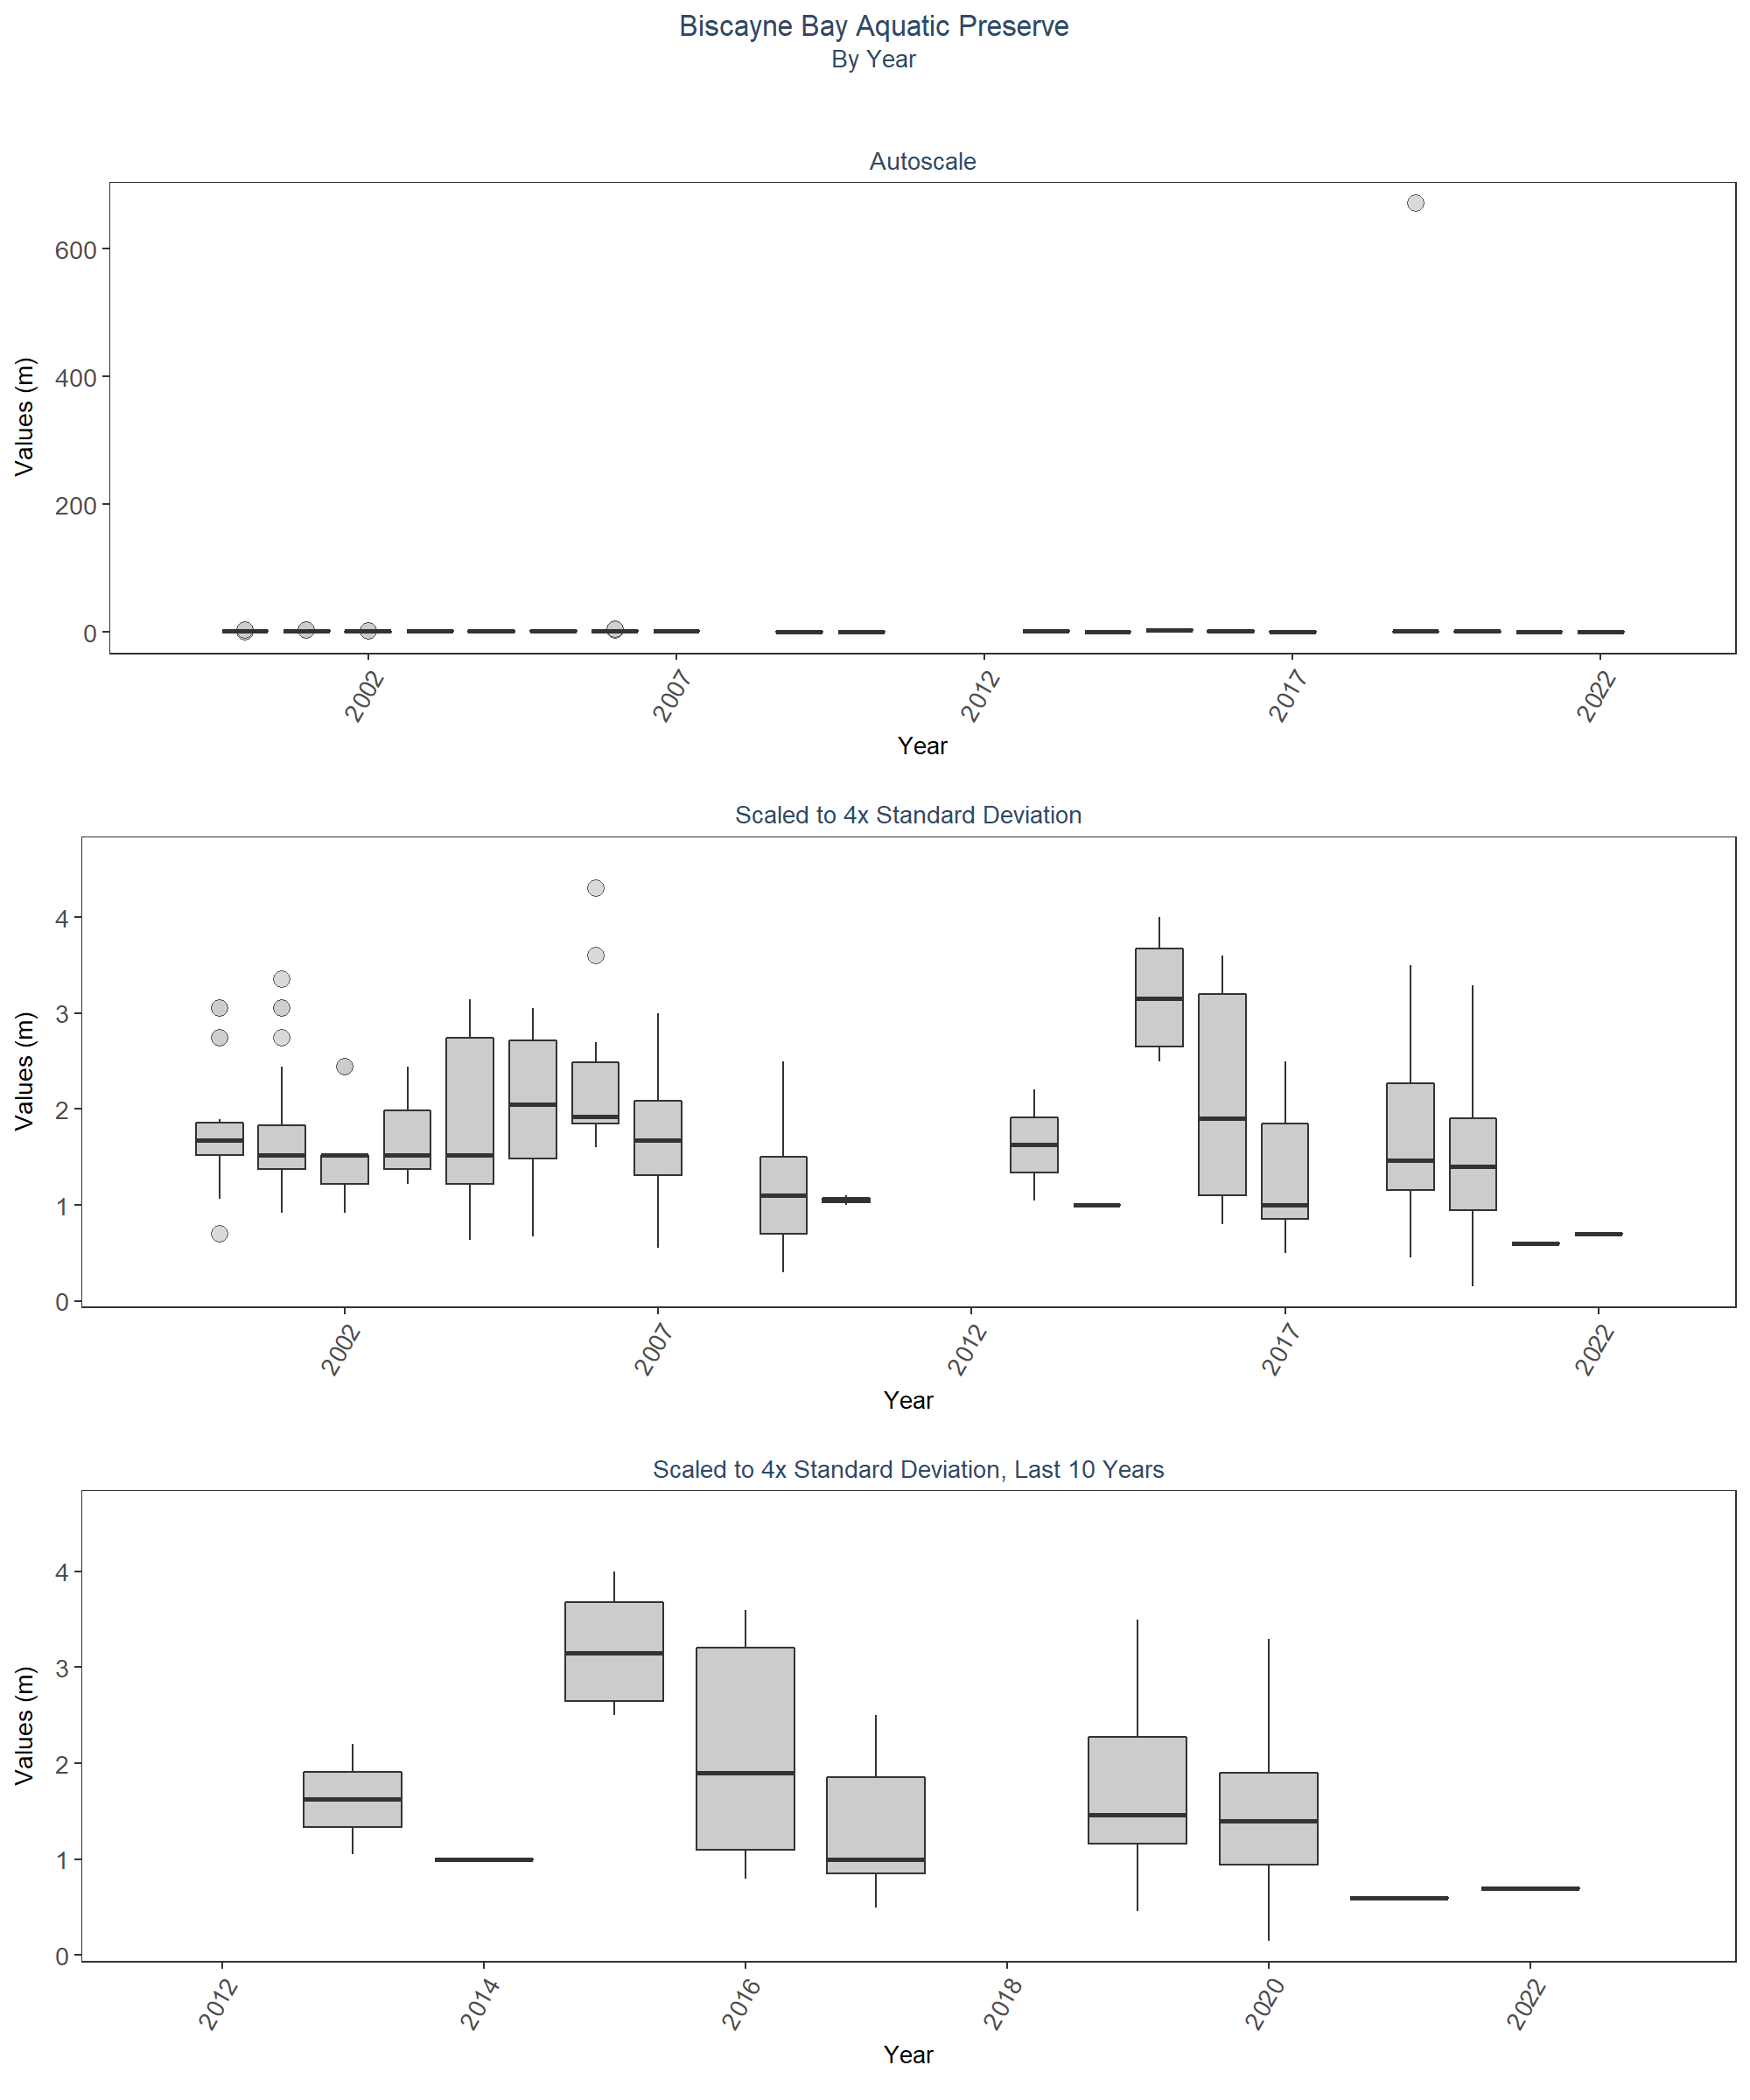 Biscayne Bay Aquatic Preserve
By Year
Autoscale
Values (m)
600
400
200
0
2002 2007 2012 2017 2022
Year
Scaled to 4x Standard Deviation
Values (m)
4
3
2
1
0
2002 2007 2012 2017 2022
Year
Scaled to 4x Standard Deviation, Last 10 Years
Values (m)
4
3
2
1
0
2012 2014 2016 2018 2020 2022
Year